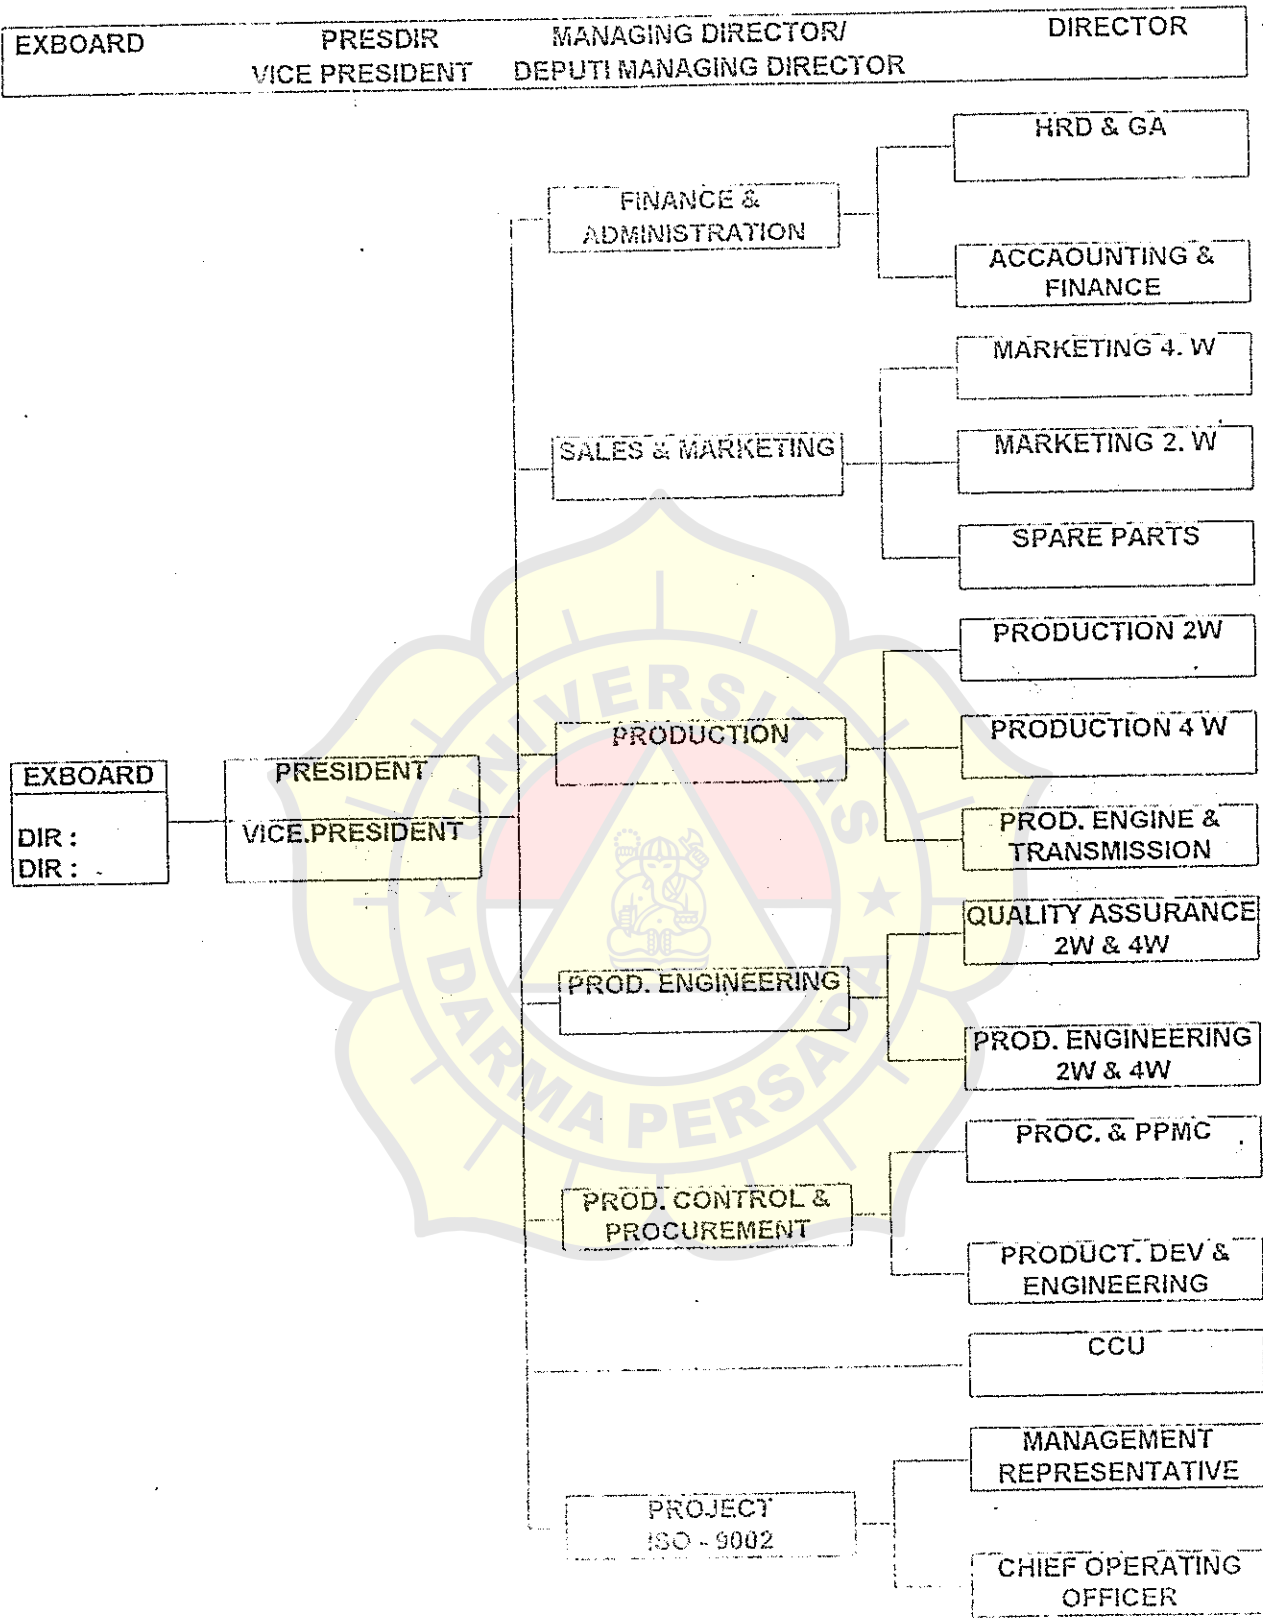 EXBOARD
PRESDIR
VICE PRESIDENT
MANAGING DIRECTOR/
DEPUTI MANAGING DIRECTOR
DIRECTOR
EXBOARD
DIR :
DIR :
PRESIDENT
VICE.PRESIDENT
FINANCE &
ADMINISTRATION
HRD & GA
ACCAOUNTING &
FINANCE
SALES & MARKETING
MARKETING 4. W
MARKETING 2. W
SPARE PARTS
PRODUCTION
PRODUCTION 2W
PRODUCTION 4 W
PROD. ENGINE &
TRANSMISSION
PROD. ENGINEERING
QUALITY ASSURANCE
2W & 4W
PROD. ENGINEERING
2W & 4W
PROD. CONTROL &
PROCUREMENT
PROC. & PPMC
PRODUCT. DEV &
ENGINEERING
CCU
PROJECT
ISO - 9002
MANAGEMENT
REPRESENTATIVE
CHIEF OPERATING
OFFICER
UNIVERSITAS
DARMA PERSADA